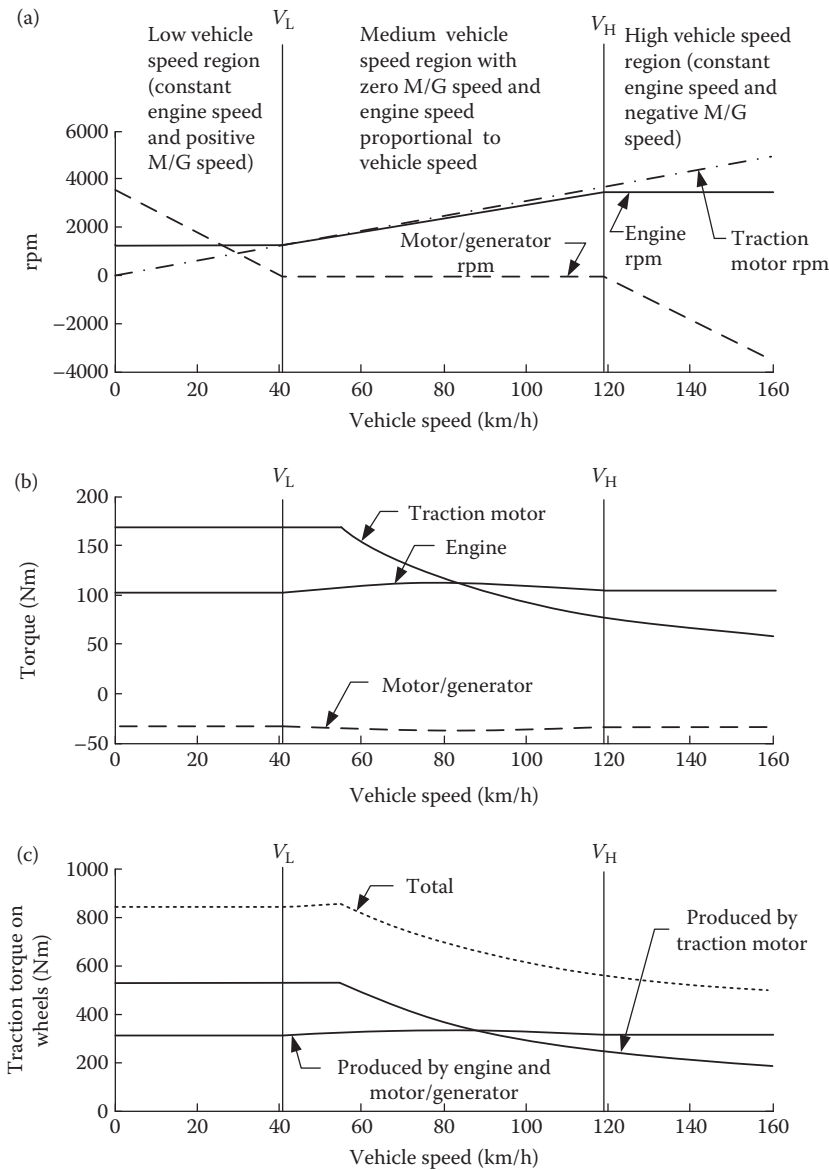 (a)
V_L
V_H
Low vehicle
speed region
(constant
engine speed
and positive
M/G speed)
Medium vehicle
speed region with
zero M/G speed and
engine speed
proportional to
vehicle speed
High vehicle speed
region (constant
engine speed and
negative M/G
speed)
6000
4000
2000
0
–2000
–4000
rpm
Motor/generator
rpm
Engine
rpm
Traction
motor rpm
0 20 40 60 80 100 120 140 160
Vehicle speed (km/h)
(b)
V_L
V_H
200
150
100
50
0
–50
Torque (Nm)
Traction motor
Engine
Motor/generator
0 20 40 60 80 100 120 140 160
Vehicle speed (km/h)
(c)
V_L
V_H
1000
800
600
400
200
0
Traction torque on
wheels (Nm)
Total
Produced by
traction motor
Produced by engine and
motor/generator
0 20 40 60 80 100 120 140 160
Vehicle speed (km/h)